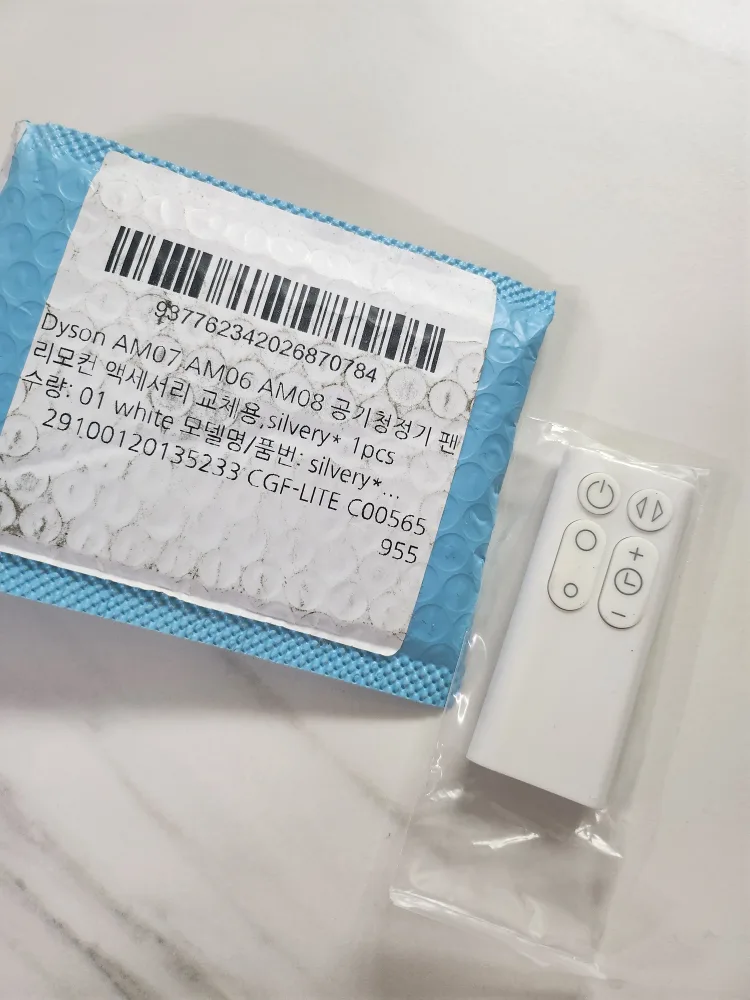 937762342026870784
Dyson AM07 AM06 AM08 공기청정기 팬
리모컨 액세서리 교체용,silvery* 1pcs
수량: 01 white 모델명/품번: silvery*...
29100120135233 CGF-LITE C00565
955